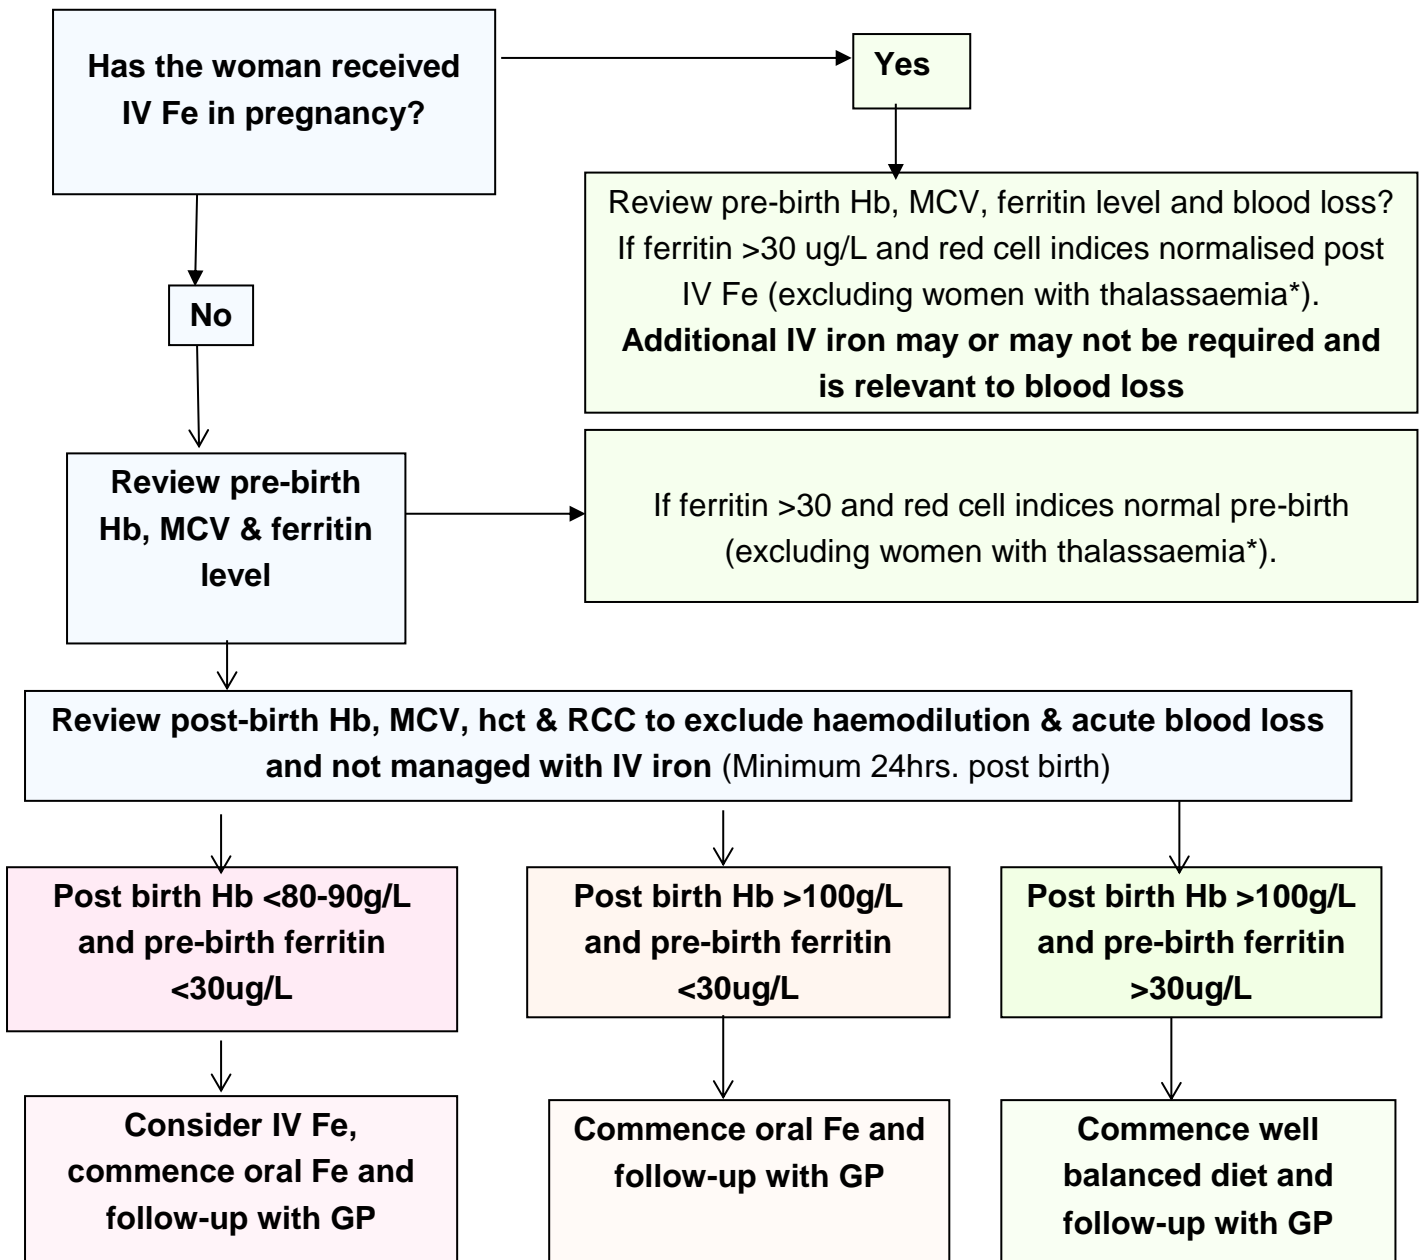 Has the woman received
IV Fe in pregnancy?
Yes
Review pre-birth Hb, MCV, ferritin level and blood loss?
If ferritin >30 ug/L and red cell indices normalised post
IV Fe (excluding women with thalassaemia*).
Additional IV iron may or may not be required and
is relevant to blood loss
No
Review pre-birth
Hb, MCV & ferritin
level
If ferritin >30 and red cell indices normal pre-birth
(excluding women with thalassaemia*).
Review post-birth Hb, MCV, hct & RCC to exclude haemodilution & acute blood loss
and not managed with IV iron (Minimum 24hrs. post birth)
Post birth Hb <80-90g/L
and pre-birth ferritin
<30ug/L
Post birth Hb >100g/L
and pre-birth ferritin
<30ug/L
Post birth Hb >100g/L
and pre-birth ferritin
>30ug/L
Consider IV Fe,
commence oral Fe and
follow-up with GP
Commence oral Fe and
follow-up with GP
Commence well
balanced diet and
follow-up with GP